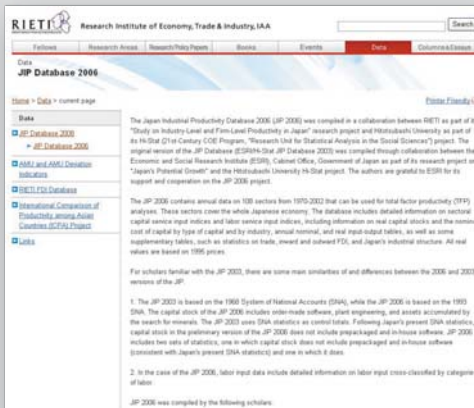 RIETI Research Institute of Economy, Trade & Industry, IAA
Search
Fellows Research Areas Research/Policy Papers Books Events Data Columns &
Data
JIP Database 2006
Home > Data > current page
Printer Friendly
Data
JIP Database 2008
JIP Database 2006
AMU and AMU Deviation
Indicators
RIETI FDI Database
International Comparison of
Productivity among Asian
Countries (ICPA) Project
Links
The Japan Industrial Productivity Database 2006 (JIP 2006) was compiled in a collaboration between RIETI as part of its
"Study on Industry-Level and Firm-Level Productivity in Japan" research project and Hitotsubashi University as part of
its Hi-Stat (21st-Century COE Program, "Research Unit for Statistical Analysis in the Social Sciences") project. The
original version of the JIP Database (ESRI/Hi-Stat JIP Database 2003) was compiled through collaboration between the
Economic and Social Research Institute (ESRI), Cabinet Office, Government of Japan as part of its research project on
"Japan's Potential Growth" and the Hitotsubashi University Hi-Stat project. The authors are grateful to ESRI for its
support and cooperation on the JIP 2006 project.
The JIP 2006 contains annual data on 108 sectors from 1970-2002 that can be used for total factor productivity (TFP)
analyses. These sectors cover the whole Japanese economy. The database includes detailed information on sectoral
capital service input indices and labor service input indices, including information on real capital stocks and the nominal
cost of capital by type of capital and by industry, annual nominal, and real input-output tables, as well as some
supplementary tables, such as statistics on trade, inward and outward FDI, and Japan's industrial structure. All real
values are based on 1995 prices.
For scholars familiar with the JIP 2003, there are some main similarities of and differences between the 2006 and 2003
versions of the JIP.
1. The JIP 2003 is based on the 1968 System of National Accounts (SNA), while the JIP 2006 is based on the 1993
SNA. The capital stock of the JIP 2006 includes order-made software, plant engineering, and assets accumulated by
the search for minerals. The JIP 2003 uses SNA statistics as control totals. Following Japan's present SNA statistics,
capital stock in the preliminary version of the JIP 2006 does not include prepackaged and in-house software. JIP 2006
includes two sets of statistics, one in which capital stock does not include prepackaged and in-house software
(consistent with Japan's present SNA statistics) and one in which it does.
2. In the case of the JIP 2006, labor input data include detailed information on labor input cross-classified by categories
of labor.
JIP 2006 was compiled by the following scholars: